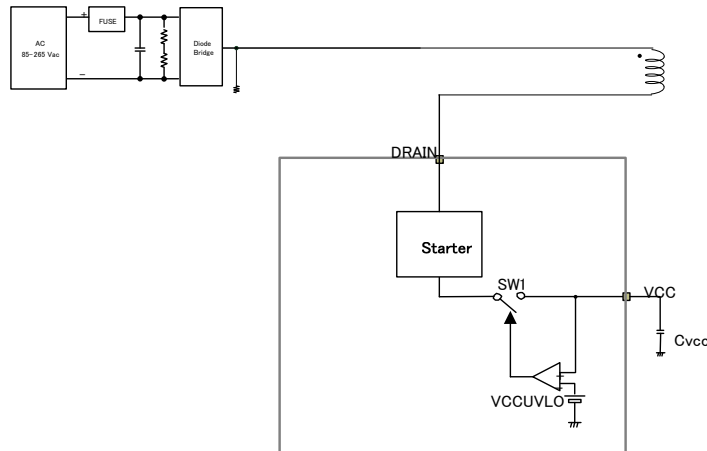 AC
85-265 Vac
+
-
FUSE
Diode
Bridge
DRAIN
Starter
SW1
VCC
Cvcc
+
VCCUVLO
+